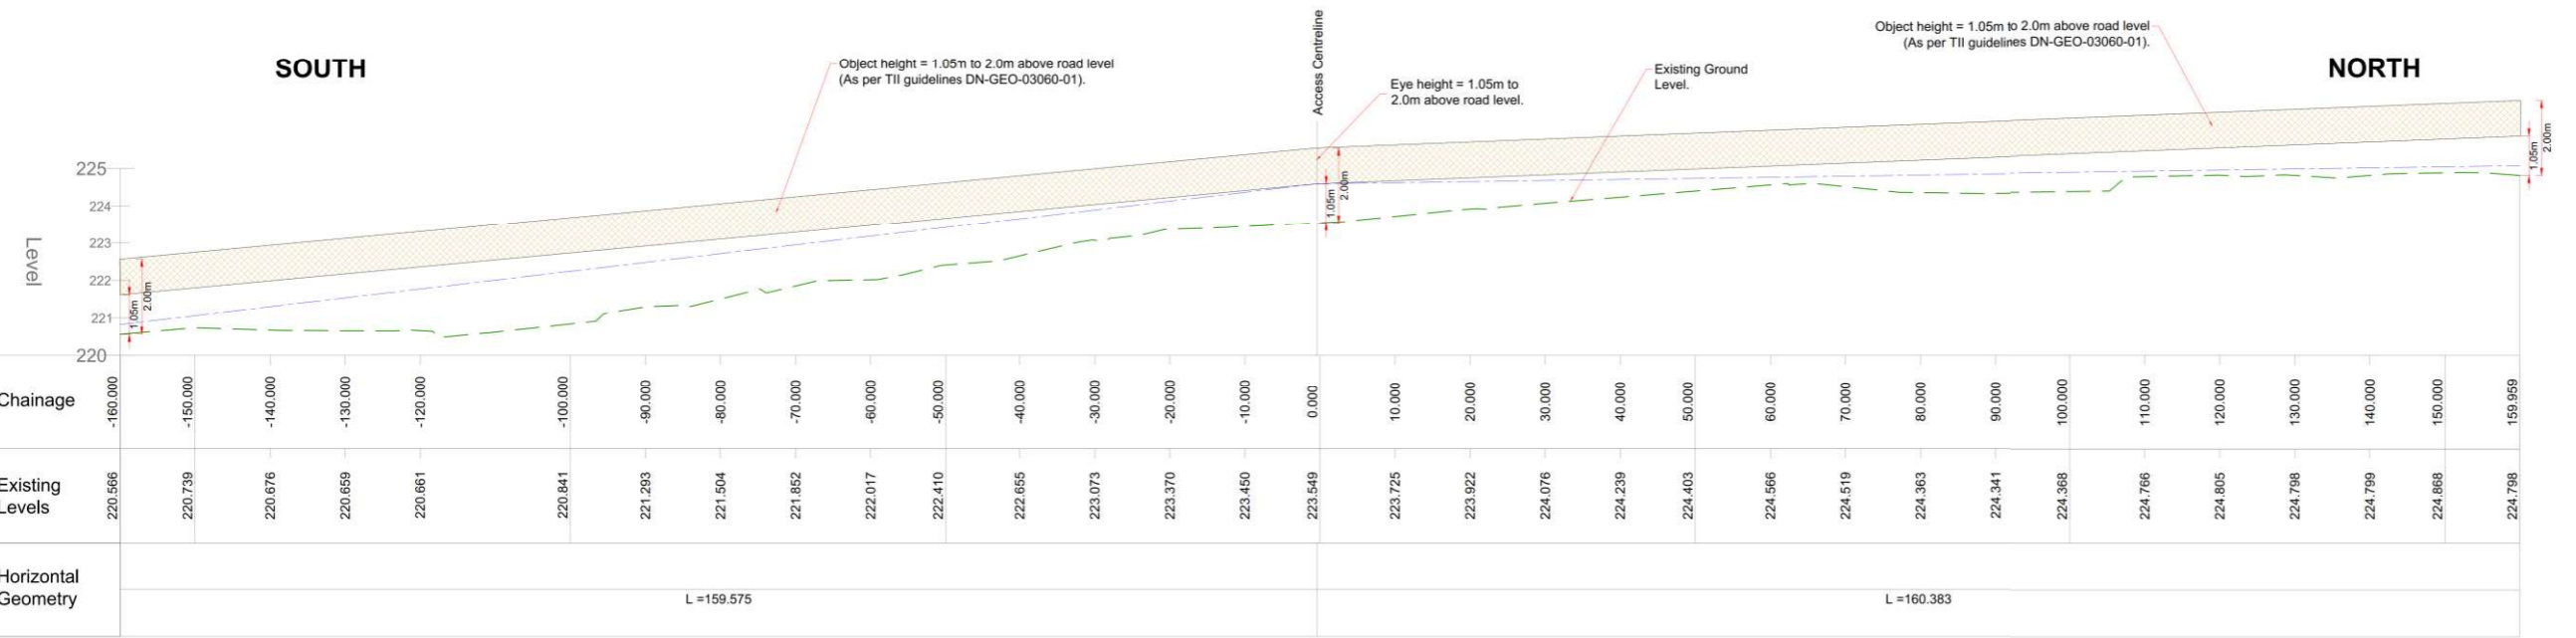 SOUTH
Object height = 1.05m to 2.0m above road level
(As per TII guidelines DN-GEO-03060-01).
Access Centreline
Eye height = 1.05m to
2.0m above road level.
Existing Ground
Level.
Object height = 1.05m to 2.0m above road level
(As per TII guidelines DN-GEO-03060-01).
NORTH
Level
225
224
223
222
221
220
1.05m
2.00m
1.05m
2.00m
1.05m
2.00m
Chainage
-160.000 -150.000 -140.000 -130.000 -120.000 -100.000 -90.000 -80.000 -70.000 -60.000 -50.000 -40.000 -30.000 -20.000 -10.000 0.000 10.000 20.000 30.000 40.000 50.000 60.000 70.000 80.000 90.000 100.000 110.000 120.000 130.000 140.000 150.000 159.959
Existing
Levels
220.566 220.739 220.676 220.659 220.661 220.841 221.293 221.504 221.852 222.017 222.410 222.655 223.073 223.370 223.450 223.549 223.725 223.922 224.076 224.239 224.403 224.566 224.519 224.363 224.341 224.368 224.766 224.805 224.798 224.799 224.868 224.798
Horizontal
Geometry
L =159.575
L =160.383